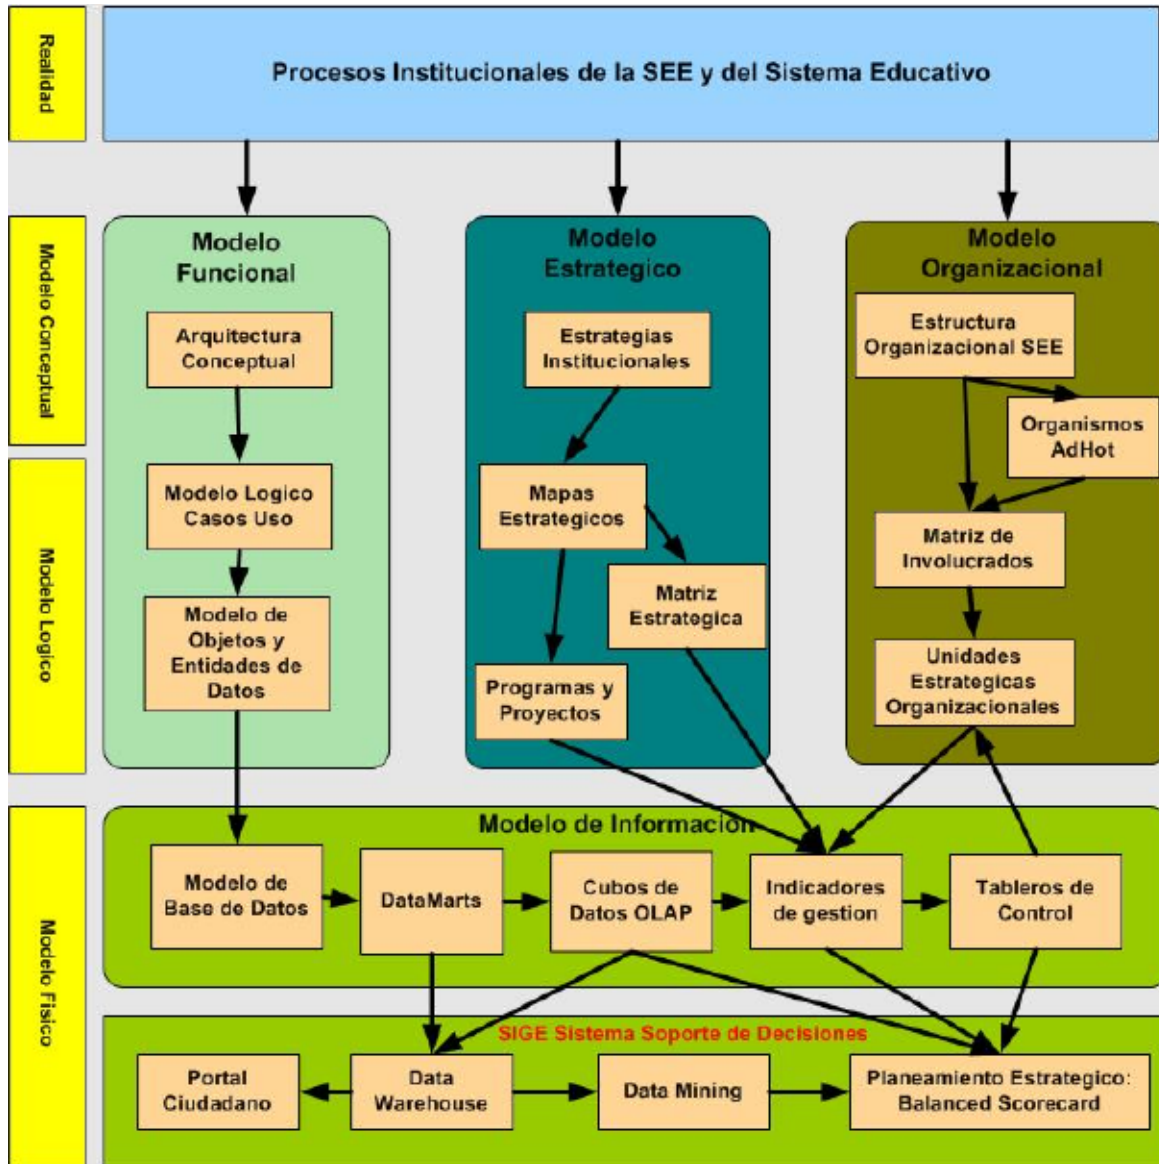 Realidad
Procesos Institucionales de la SEE y del Sistema Educativo
Modelo Conceptual
Modelo
Funcional
Arquitectura
Conceptual
Modelo
Estrategico
Estrategias
Institucionales
Modelo
Organizacional
Estructura
Organizacional SEE
Organismos
AdHot
Modelo Logico
Modelo Logico
Casos Uso
Modelo de
Objetos y
Entidades de
Datos
Mapas
Estrategicos
Matriz
Estrategica
Programas y
Proyectos
Matriz de
Involucrados
Unidades
Estrategicas
Organizacionales
Modelo Fisico
Modelo de Información
Modelo de
Base de Datos
DataMarts
Cubos de
Datos OLAP
Indicadores
de gestion
Tableros de
Control
SIGE Sistema Soporte de Decisiones
Portal
Ciudadano
Data
Warehouse
Data Mining
Planeamiento Estrategico:
Balanced Scorecard